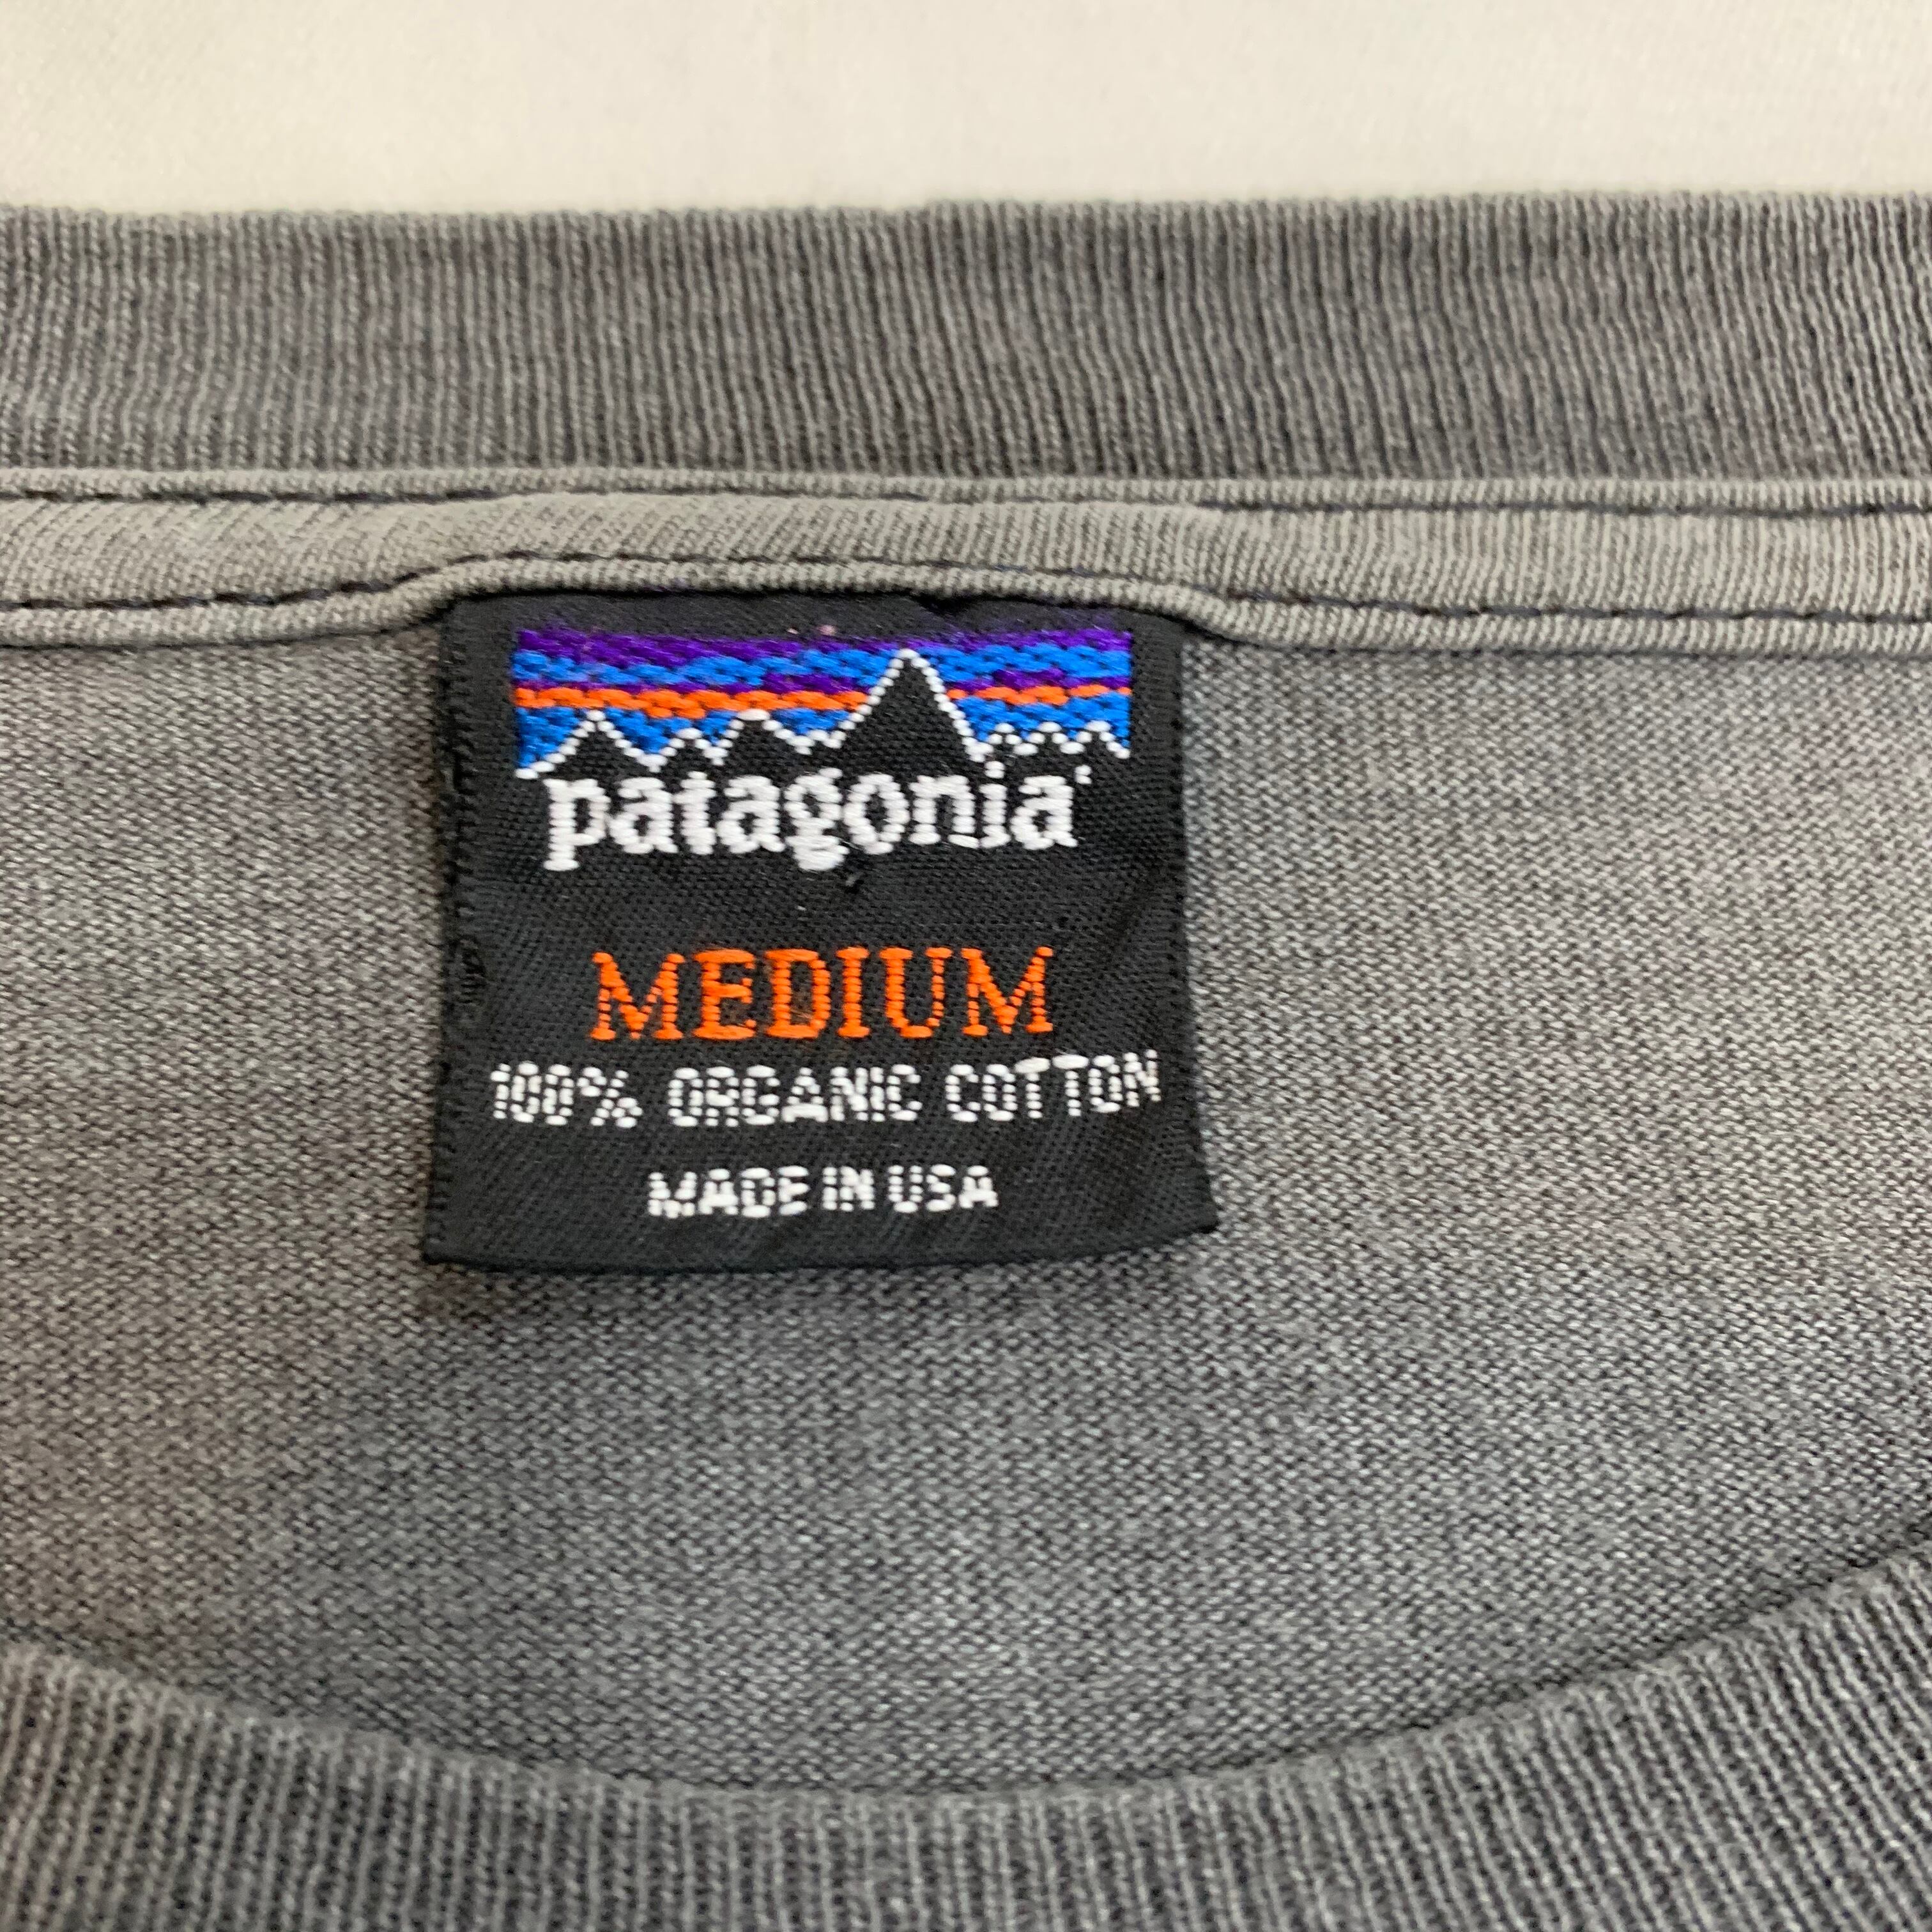 patagonia
MEDIUM
100% ORGANIC COTTON
MADE IN USA